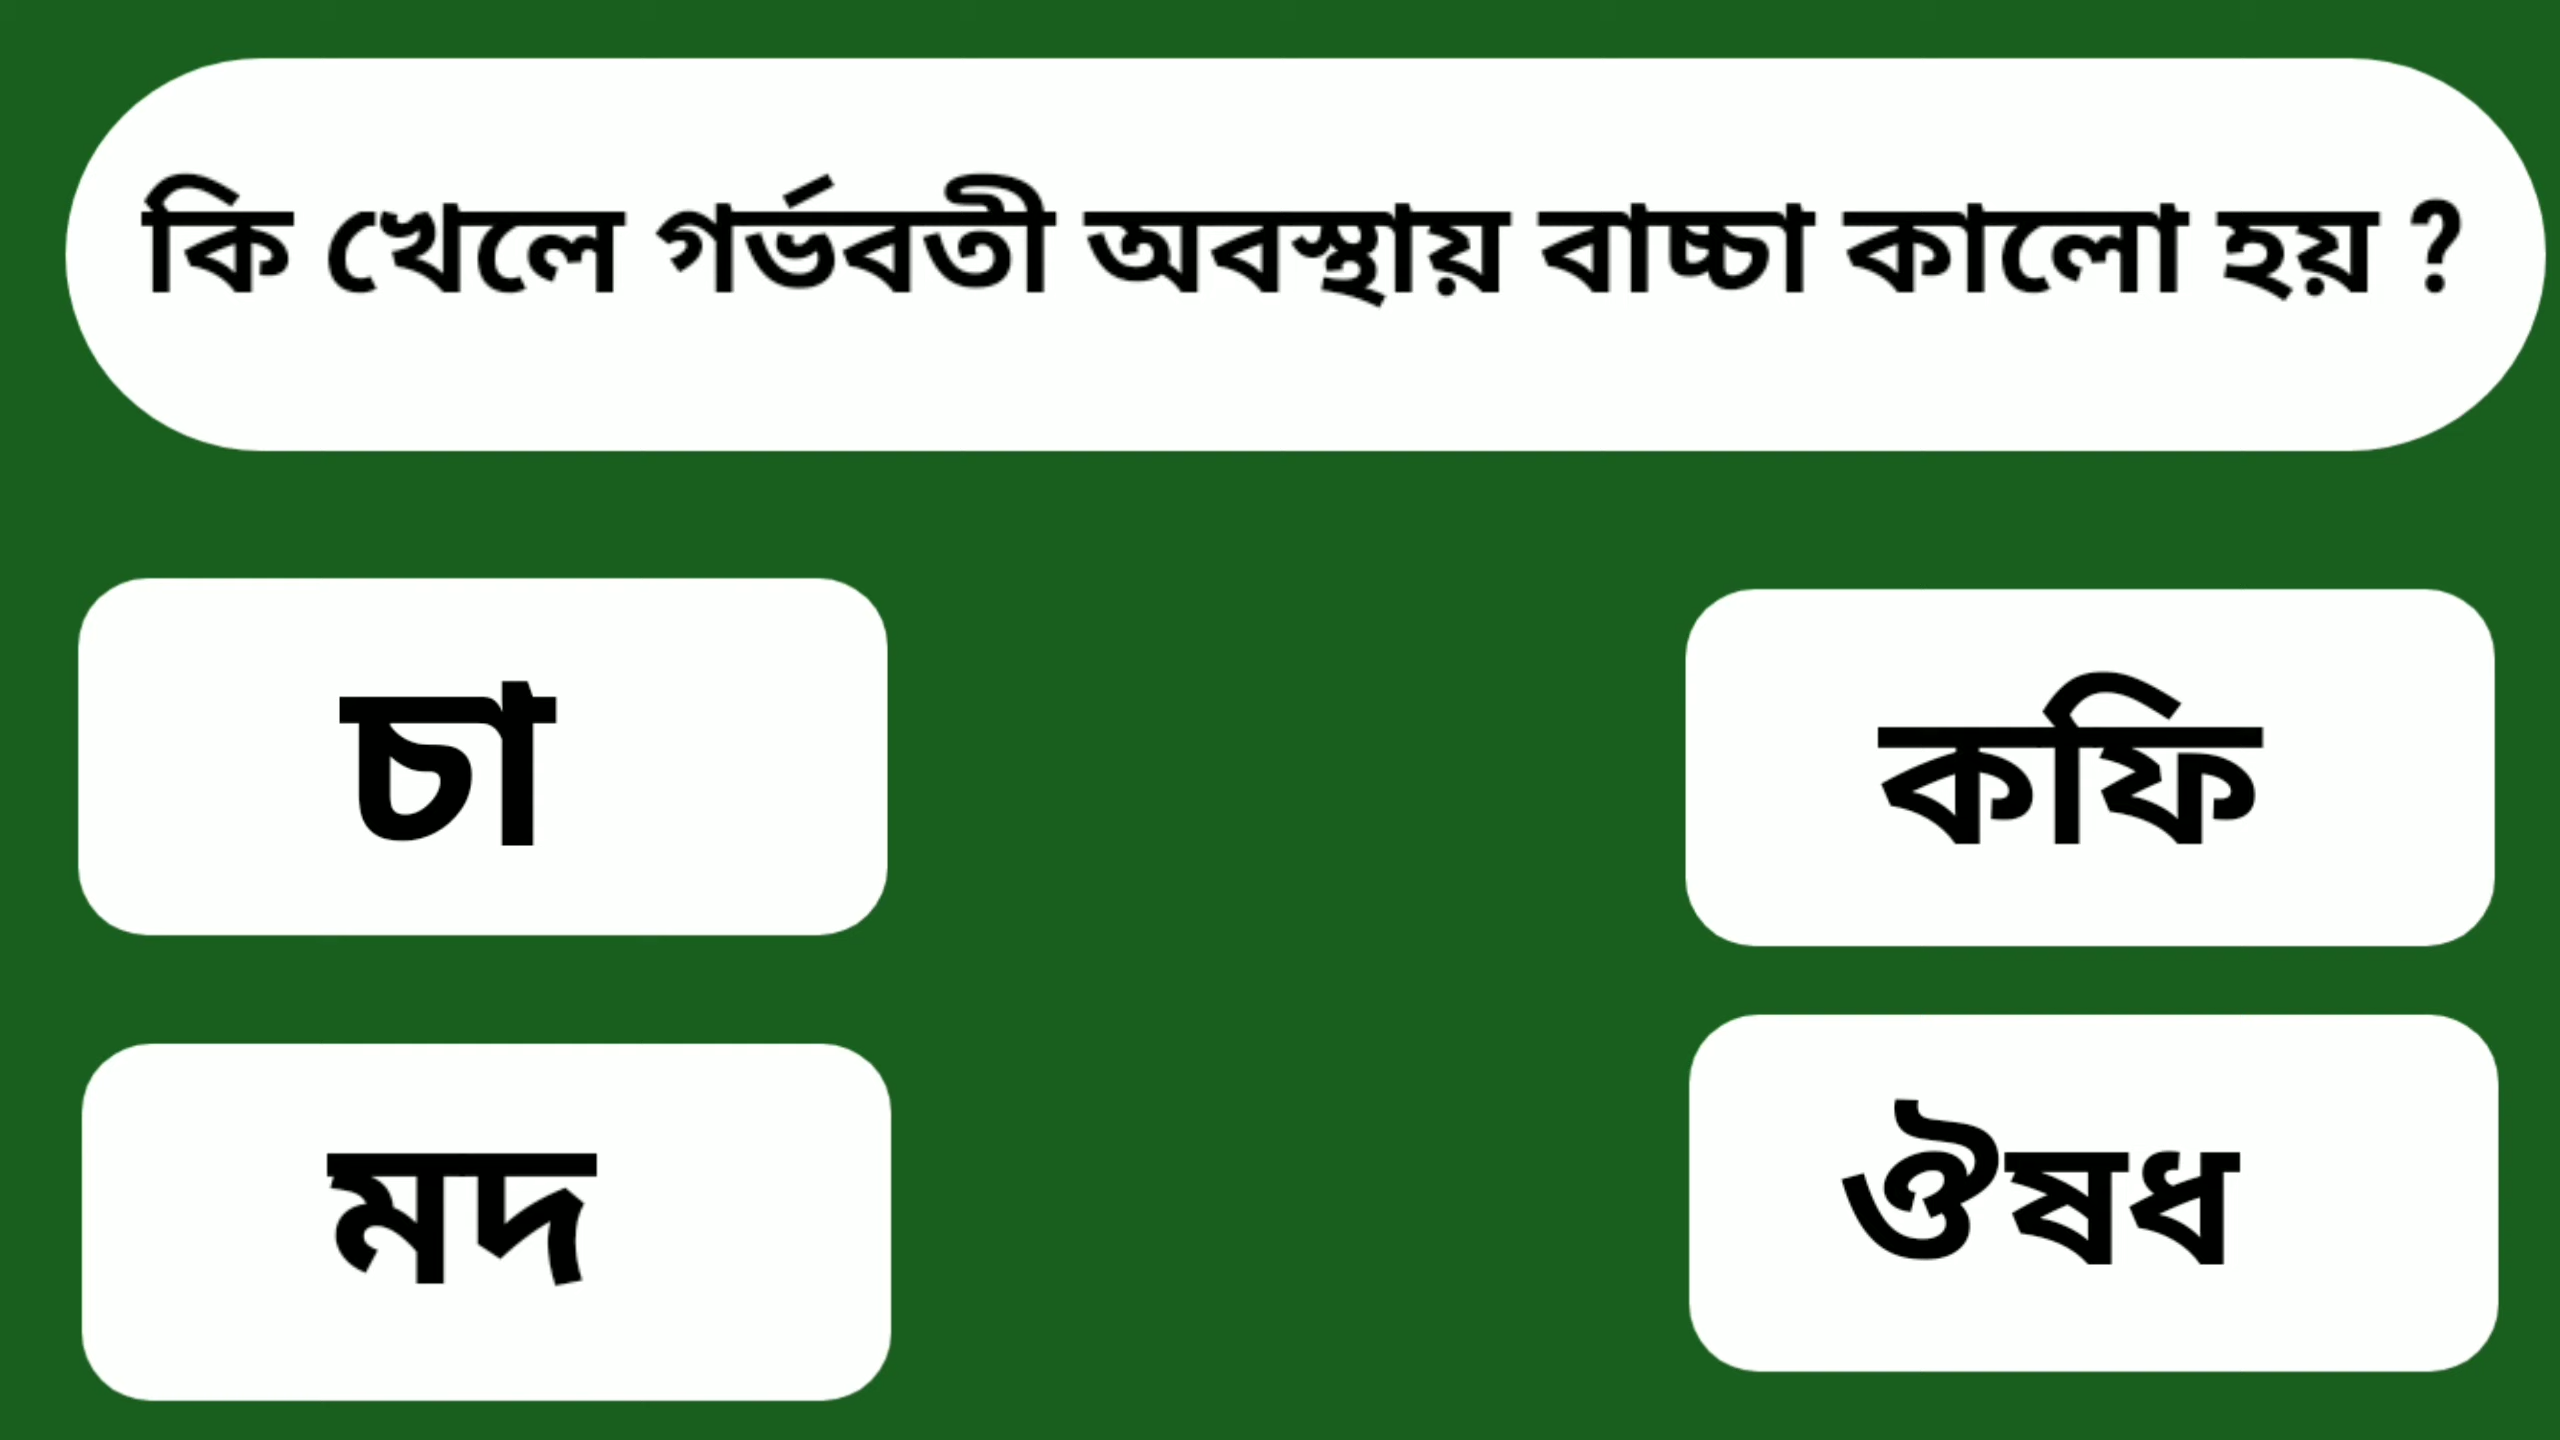 কি খেলে গর্ভবতী অবস্থায় বাচ্চা কালো হয় ?
চা
কফি
মদ
ঔষধ